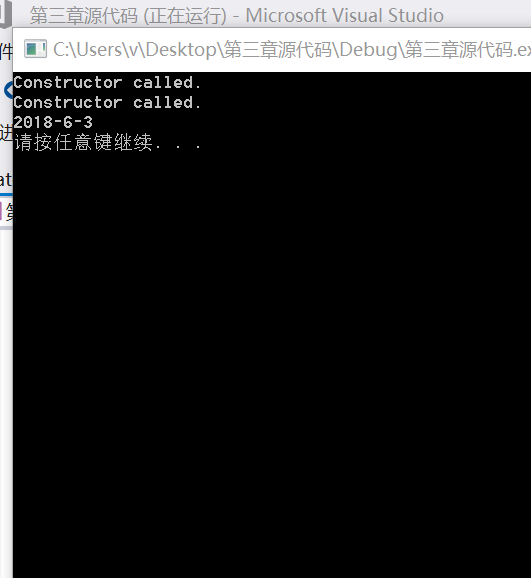 第三章源代码 (正在运行) - Microsoft Visual Studio
件
C:\Users\v\Desktop\第三章源代码\Debug\第三章源代码.ex
Constructor called.
Constructor called.
2018-6-3
进
请按任意键继续. . .
at
第